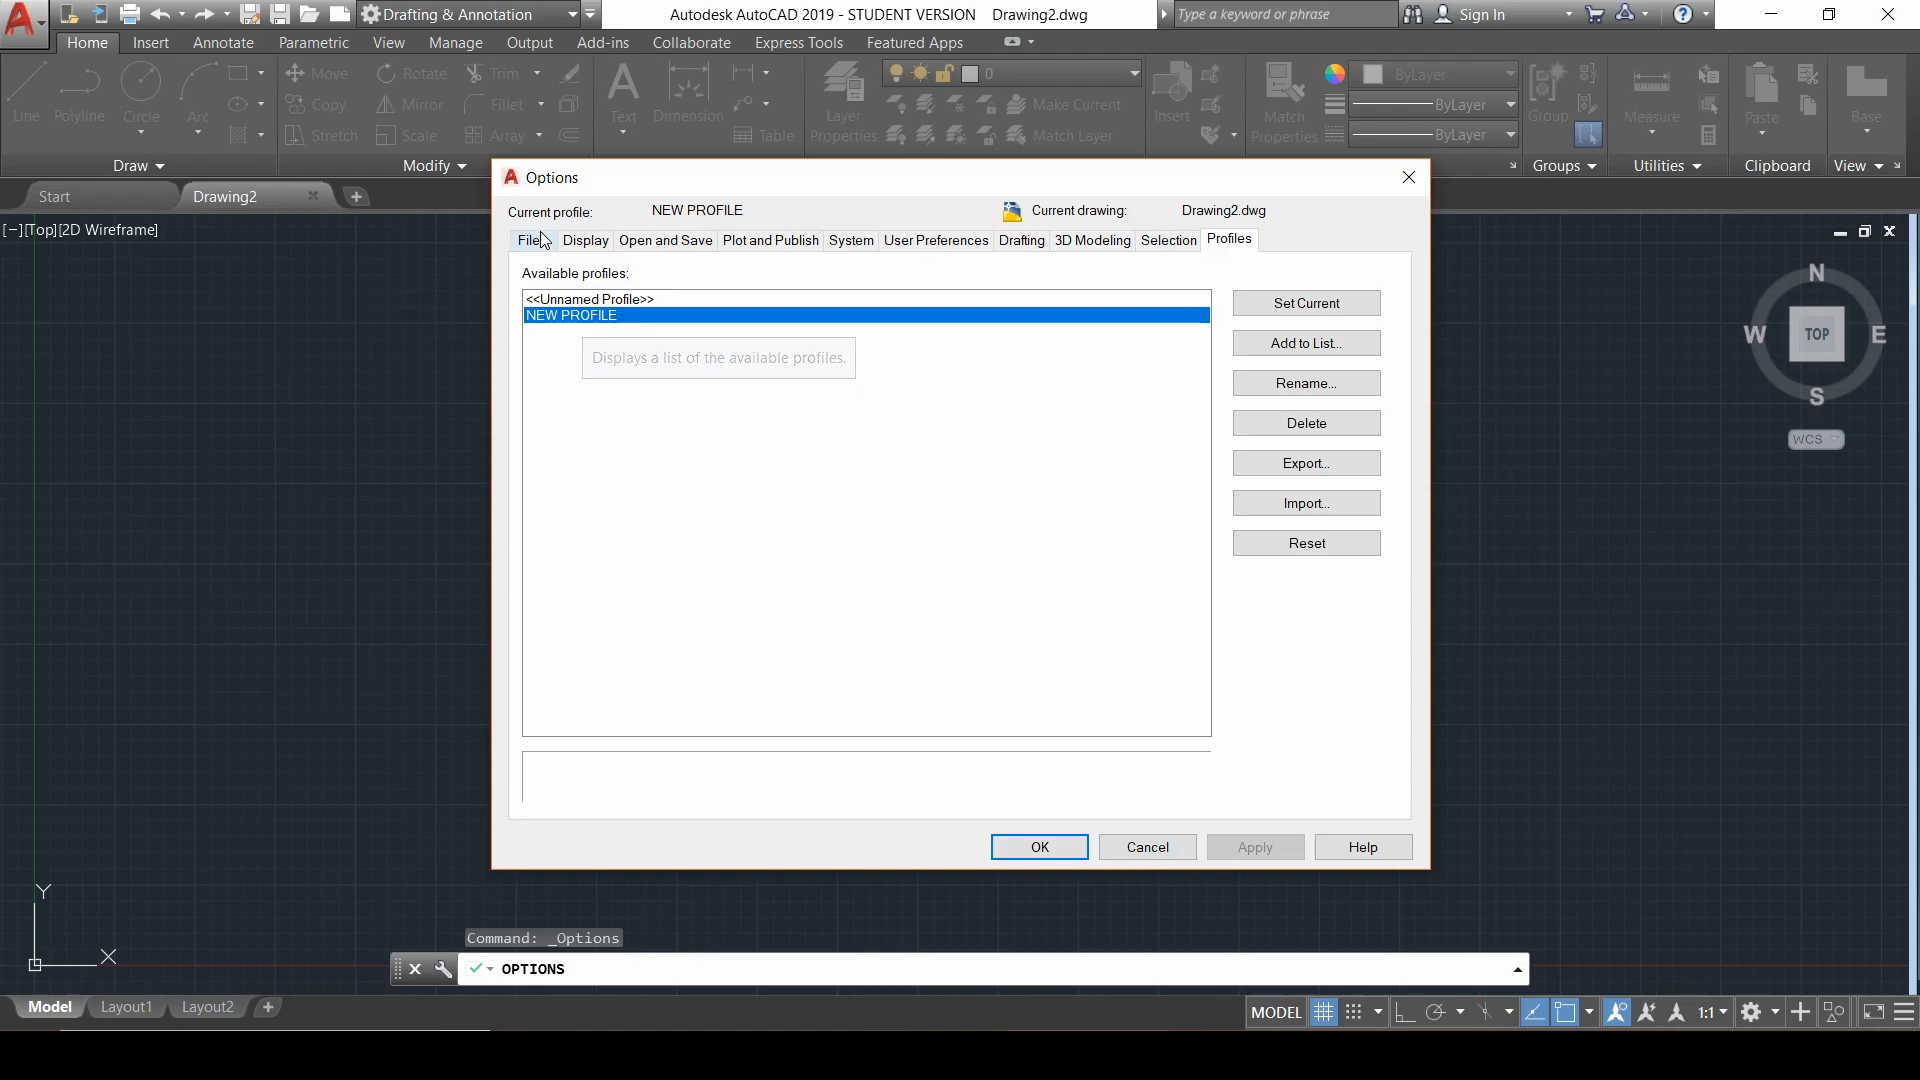 Drafting & Annotation
Autodesk AutoCAD 2019 - STUDENT VERSION Drawing2.dwg
Type a keyword or phrase
Sign In
Home Insert Annotate Parametric View Manage Output Add-ins Collaborate Express Tools Featured Apps
Line Polyline Circle Arc
Move Rotate Trim
Copy Mirror Fillet
Stretch Scale Array
Text Dimension
Table
Layer Properties
0
Make Current
Match Layer
Insert
Match Properties
ByLayer
ByLayer
ByLayer
Group
Measure
Paste
Base
Draw Modify Groups Utilities Clipboard View
Start Drawing2
[−][Top][2D Wireframe]
Options
Current profile: NEW PROFILE Current drawing: Drawing2.dwg
Files Display Open and Save Plot and Publish System User Preferences Drafting 3D Modeling Selection Profiles
Available profiles:
<<Unnamed Profile>>
NEW PROFILE
Displays a list of the available profiles.
Set Current
Add to List...
Rename...
Delete
Export...
Import...
Reset
OK Cancel Apply Help
N
W TOP E
S
WCS
Y
X
Command: _Options
OPTIONS
Model Layout1 Layout2
MODEL 1:1